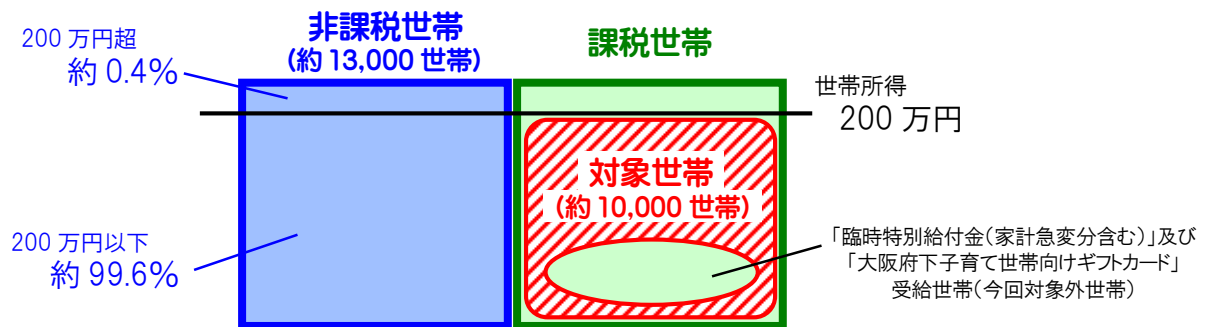 200 万円超
約 0.4%
非課税世帯
(約 13,000 世帯)
課税世帯
世帯所得
200 万円
対象世帯
(約 10,000 世帯)
200 万円以下
約 99.6%
「臨時特別給付金(家計急変分含む)」及び
「大阪府下子育て世帯向けギフトカード」
受給世帯(今回対象外世帯)